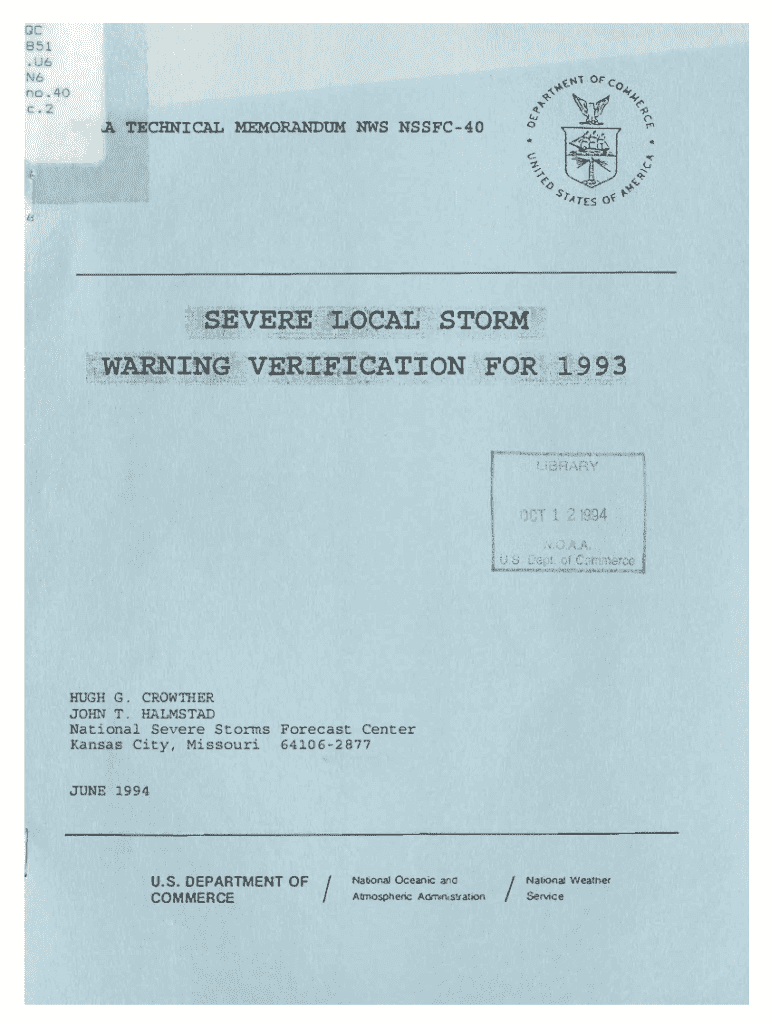 QC
851
.U6
N6
no.40
c.2
A TECHNICAL MEMORANDUM NWS NSSFC-40
DEPARTMENT OF COMMERCE
UNITED STATES OF AMERICA
SEVERE LOCAL STORM
WARNING VERIFICATION FOR 1993
LIBRARY
OCT 12 1994
N.O.A.A.
U.S. Dept. of Commerce
HUGH G. CROWTHER
JOHN T. HALMSTAD
National Severe Storms Forecast Center
Kansas City, Missouri 64106-2877
JUNE 1994
U.S. DEPARTMENT OF COMMERCE / National Oceanic and Atmospheric Administration / National Weather Service